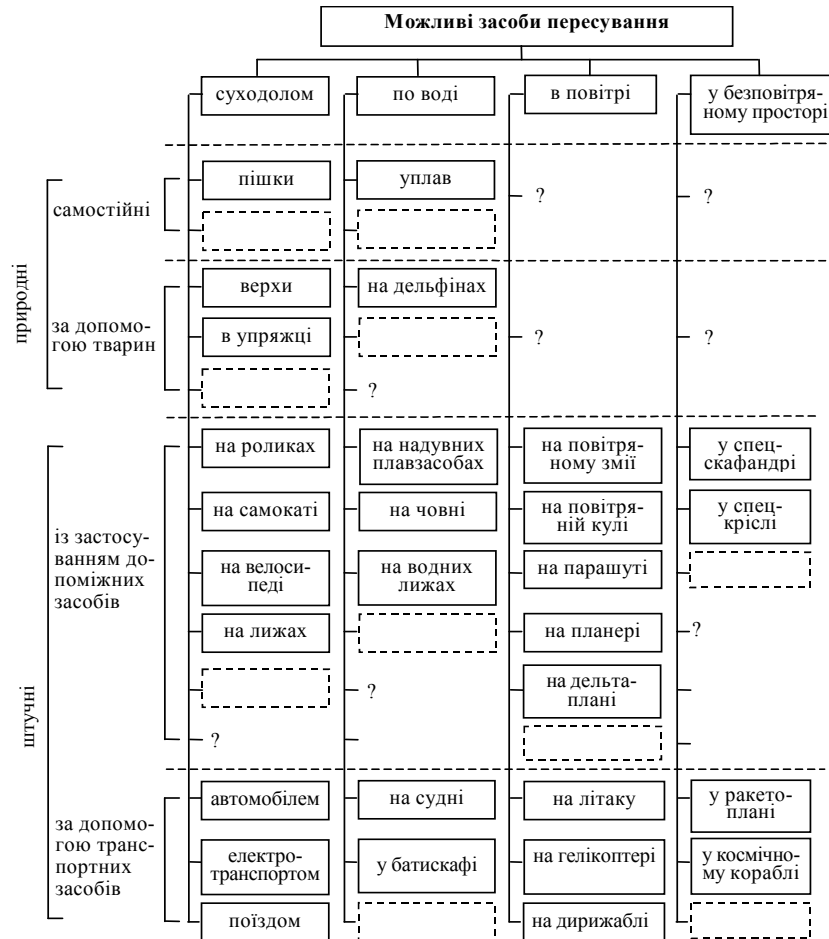 Можливі засоби пересування
суходолом
по воді
в повітрі
у безповітря-
ному просторі
природні
самостійні
пішки
уплав
?
?
за допомо-
гою тварин
верхи
на дельфінах
в упряжці
?
?
?
штучні
із застосу-
ванням до-
поміжних
засобів
на роликах
на надувних
плавзасобах
на повітря-
ному змії
у спец-
скафандрі
на самокаті
на човні
на повітря-
ній кулі
у спец-
кріслі
на велоси-
педі
на водних
лижах
на парашуті
на лижах
на планері
?
?
на дельта-
плані
?
за допомо-
гою транс-
портних
засобів
автомобілем
на судні
на літаку
у ракето-
плані
електро-
транспортом
у батискафі
на гелікоптері
у космічно-
му кораблі
поїздом
на дирижаблі